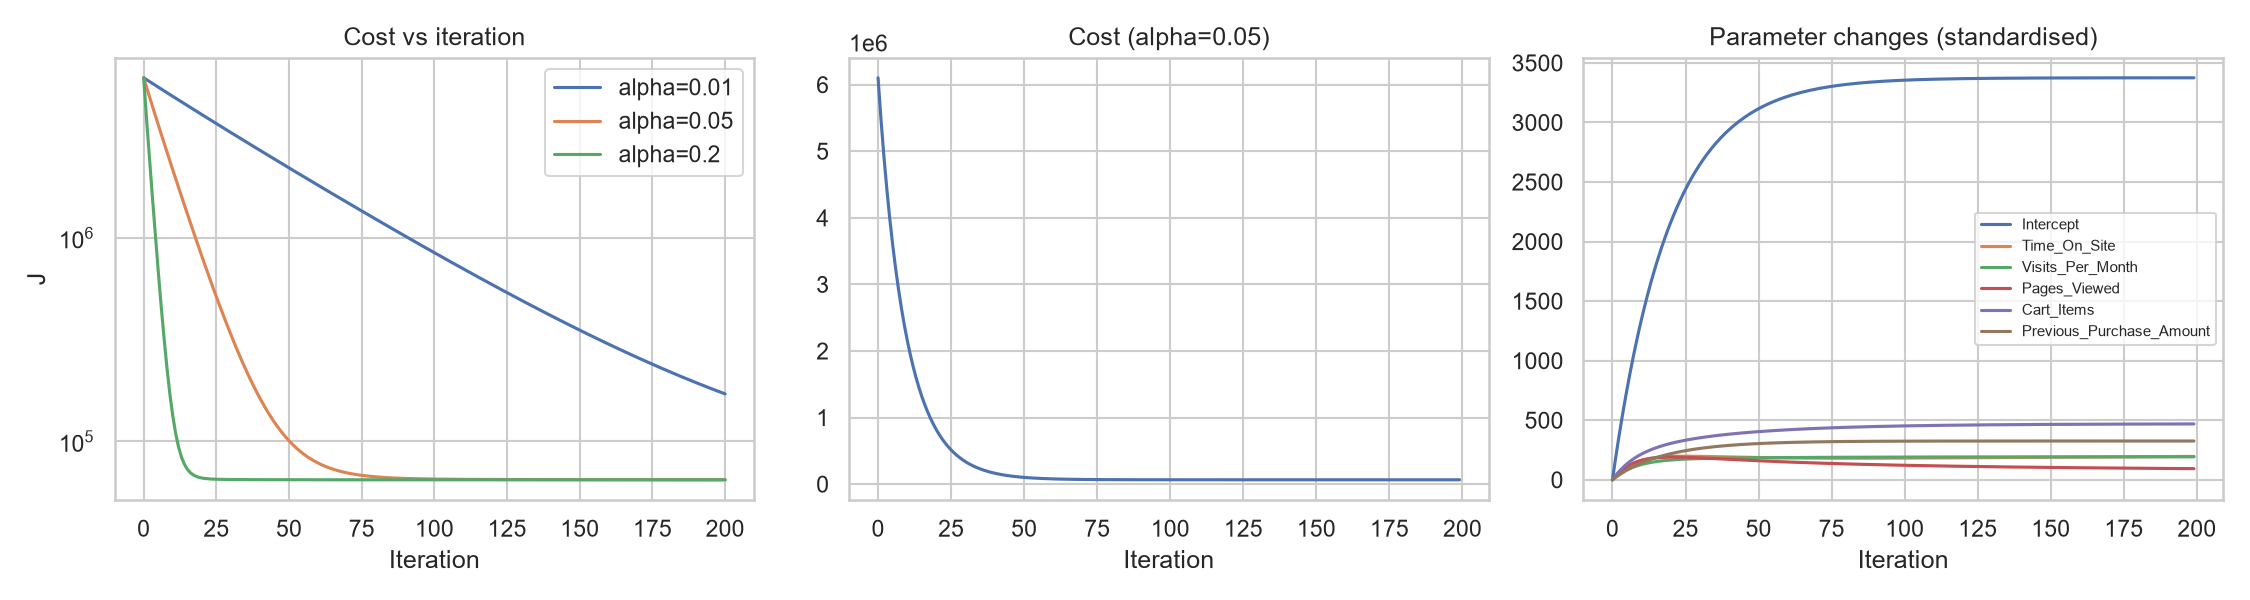 Cost vs iteration
J
10^6
10^5
alpha=0.01
alpha=0.05
alpha=0.2
0 25 50 75 100 125 150 175 200
Iteration
Cost (alpha=0.05)
1e6
6
5
4
3
2
1
0
0 25 50 75 100 125 150 175 200
Iteration
Parameter changes (standardised)
3500
3000
2500
2000
1500
1000
500
0
Intercept
Time_On_Site
Visits_Per_Month
Pages_Viewed
Cart_Items
Previous_Purchase_Amount
0 25 50 75 100 125 150 175 200
Iteration